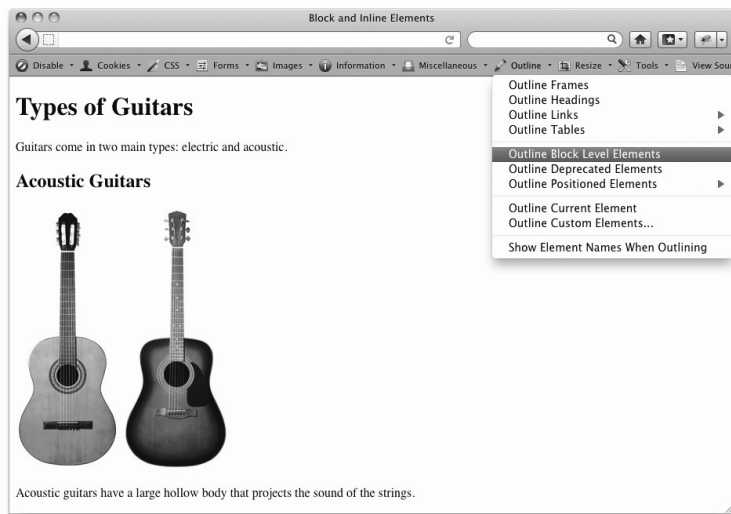 Block and Inline Elements
Disable CSS Cookies Forms Images Information Miscellaneous Outline Resize Tools View Sou
Outline Frames
Outline Headings
Outline Links
Outline Tables
Outline Block Level Elements
Outline Deprecated Elements
Outline Positioned Elements
Outline Current Element
Outline Custom Elements...
Show Element Names When Outlining
Types of Guitars
Guitars come in two main types: electric and acoustic.
Acoustic Guitars
Acoustic guitars have a large hollow body that projects the sound of the strings.